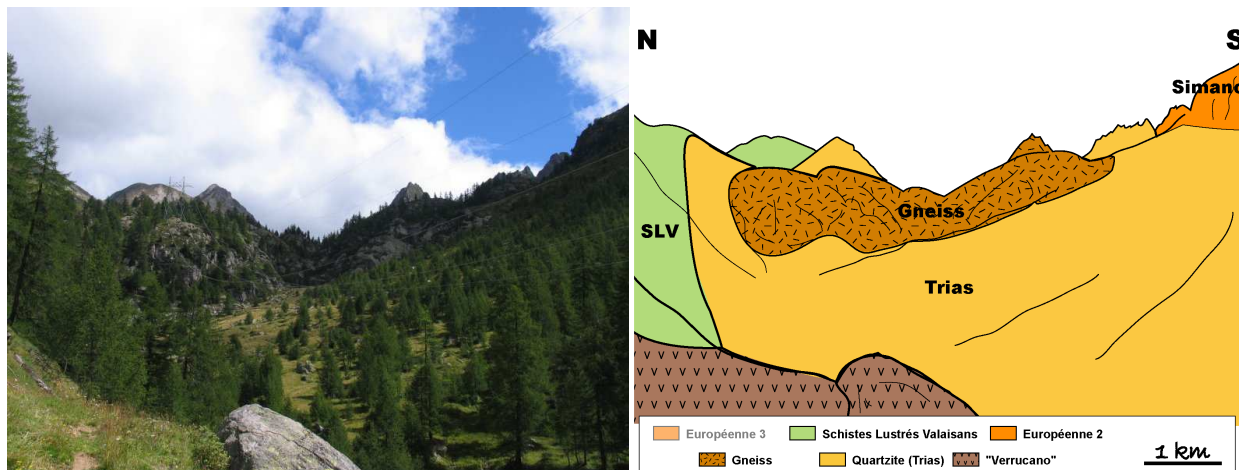 N
S
Simano
SLV
Gneiss
Trias
Européenne 3
Schistes Lustrés Valaisans
Européenne 2
Gneiss
Quartzite (Trias)
"Verrucano"
1 km